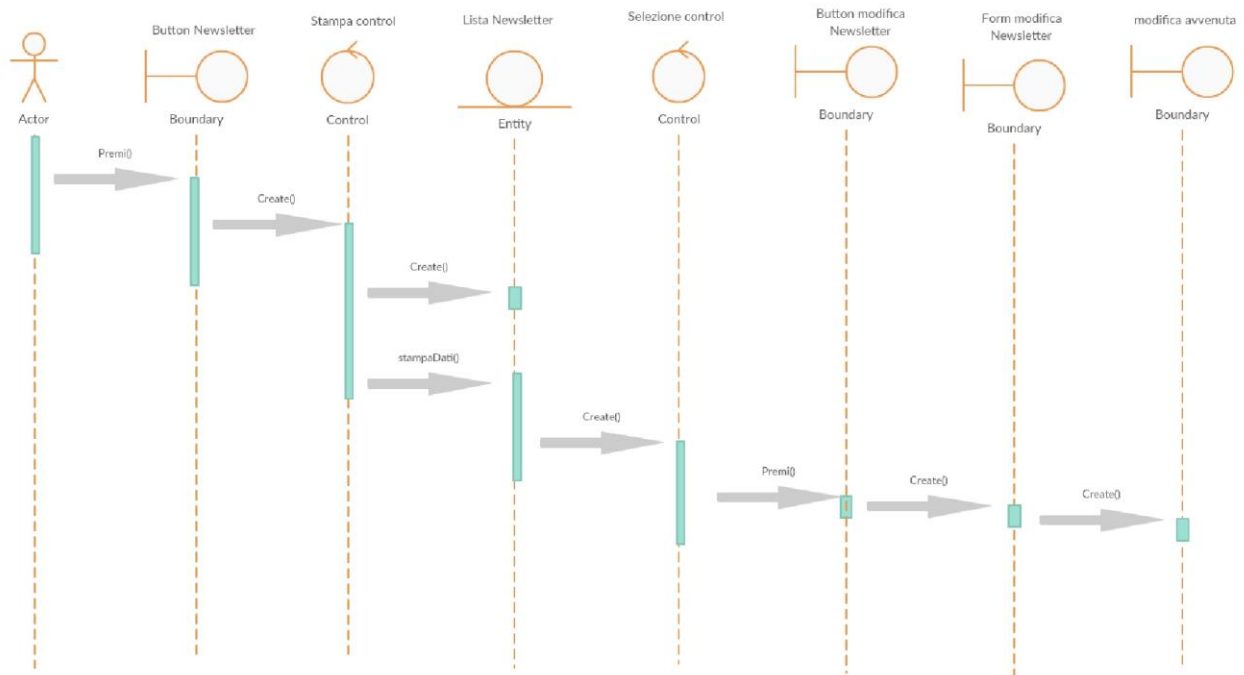 Button Newsletter
Stampa control
Lista Newsletter
Selezione control
Button modifica
Newsletter
Form modifica
Newsletter
modifica avvenuta
Actor
Boundary
Control
Entity
Control
Boundary
Boundary
Boundary
Premi()
Create()
Create()
stampaDati()
Create()
Premi()
Create()
Create()